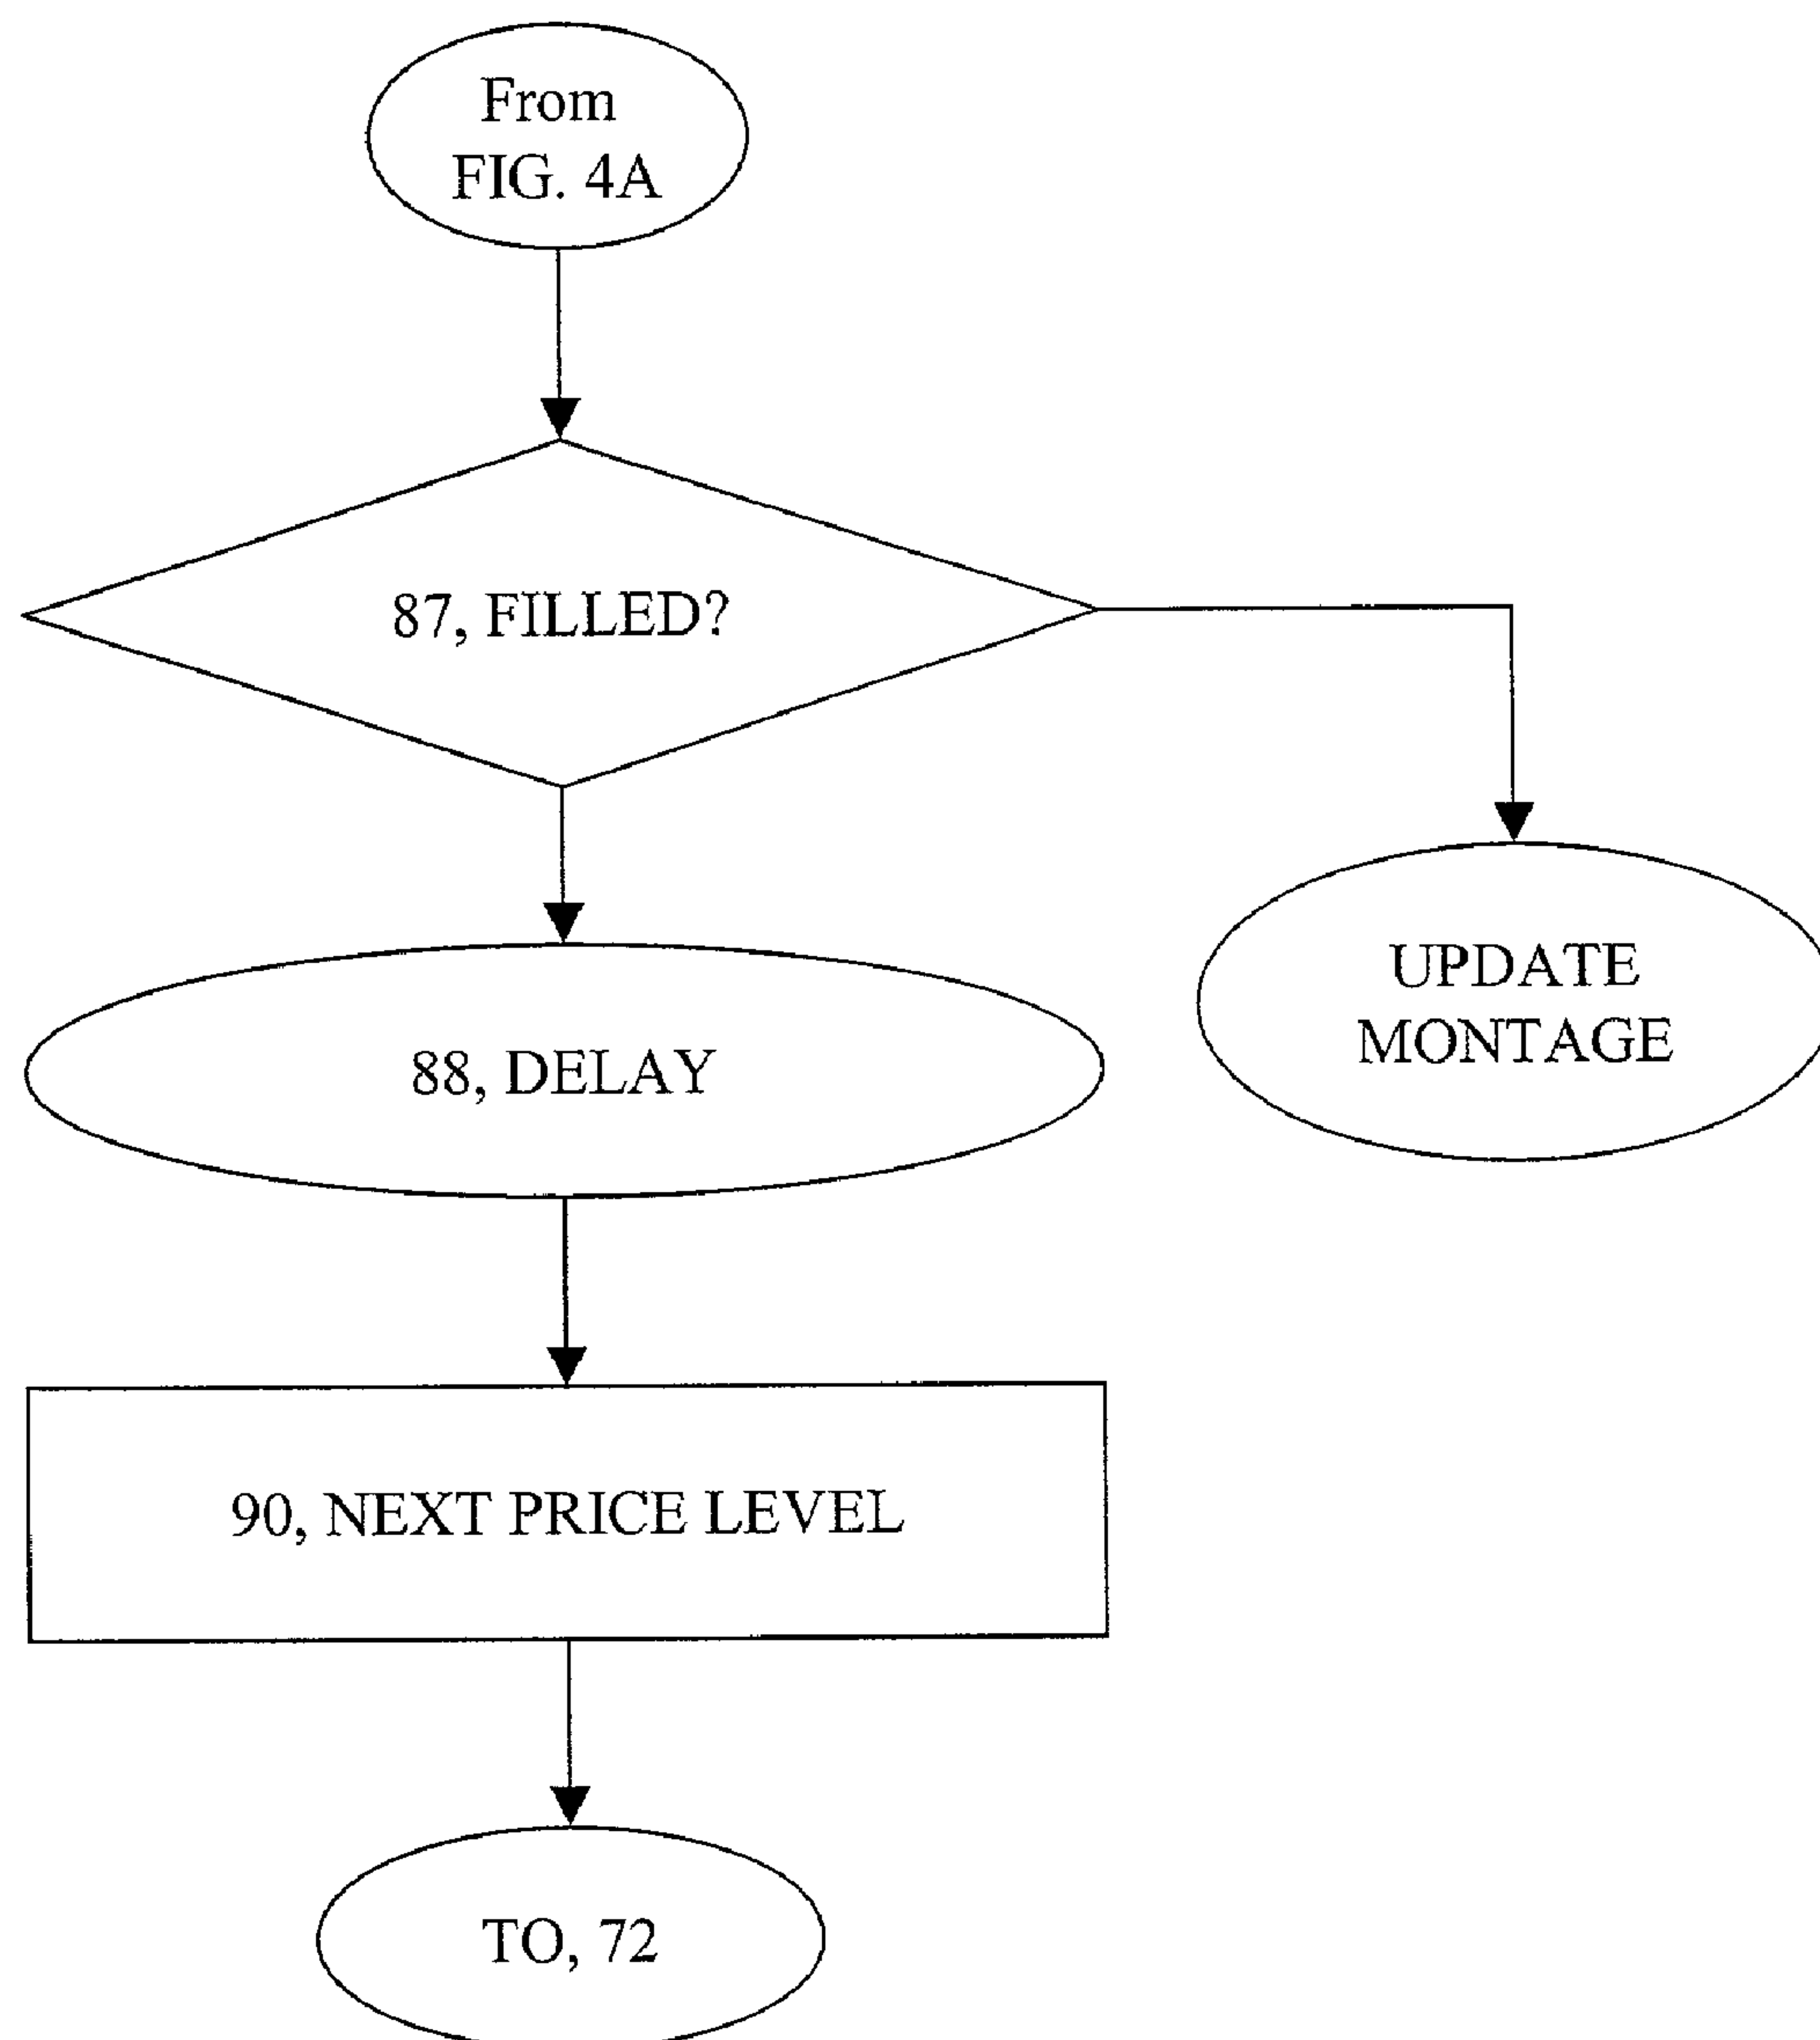 From
FIG. 4A
87, FILLED?
UPDATE
MONTAGE
88, DELAY
90, NEXT PRICE LEVEL
TO, 72